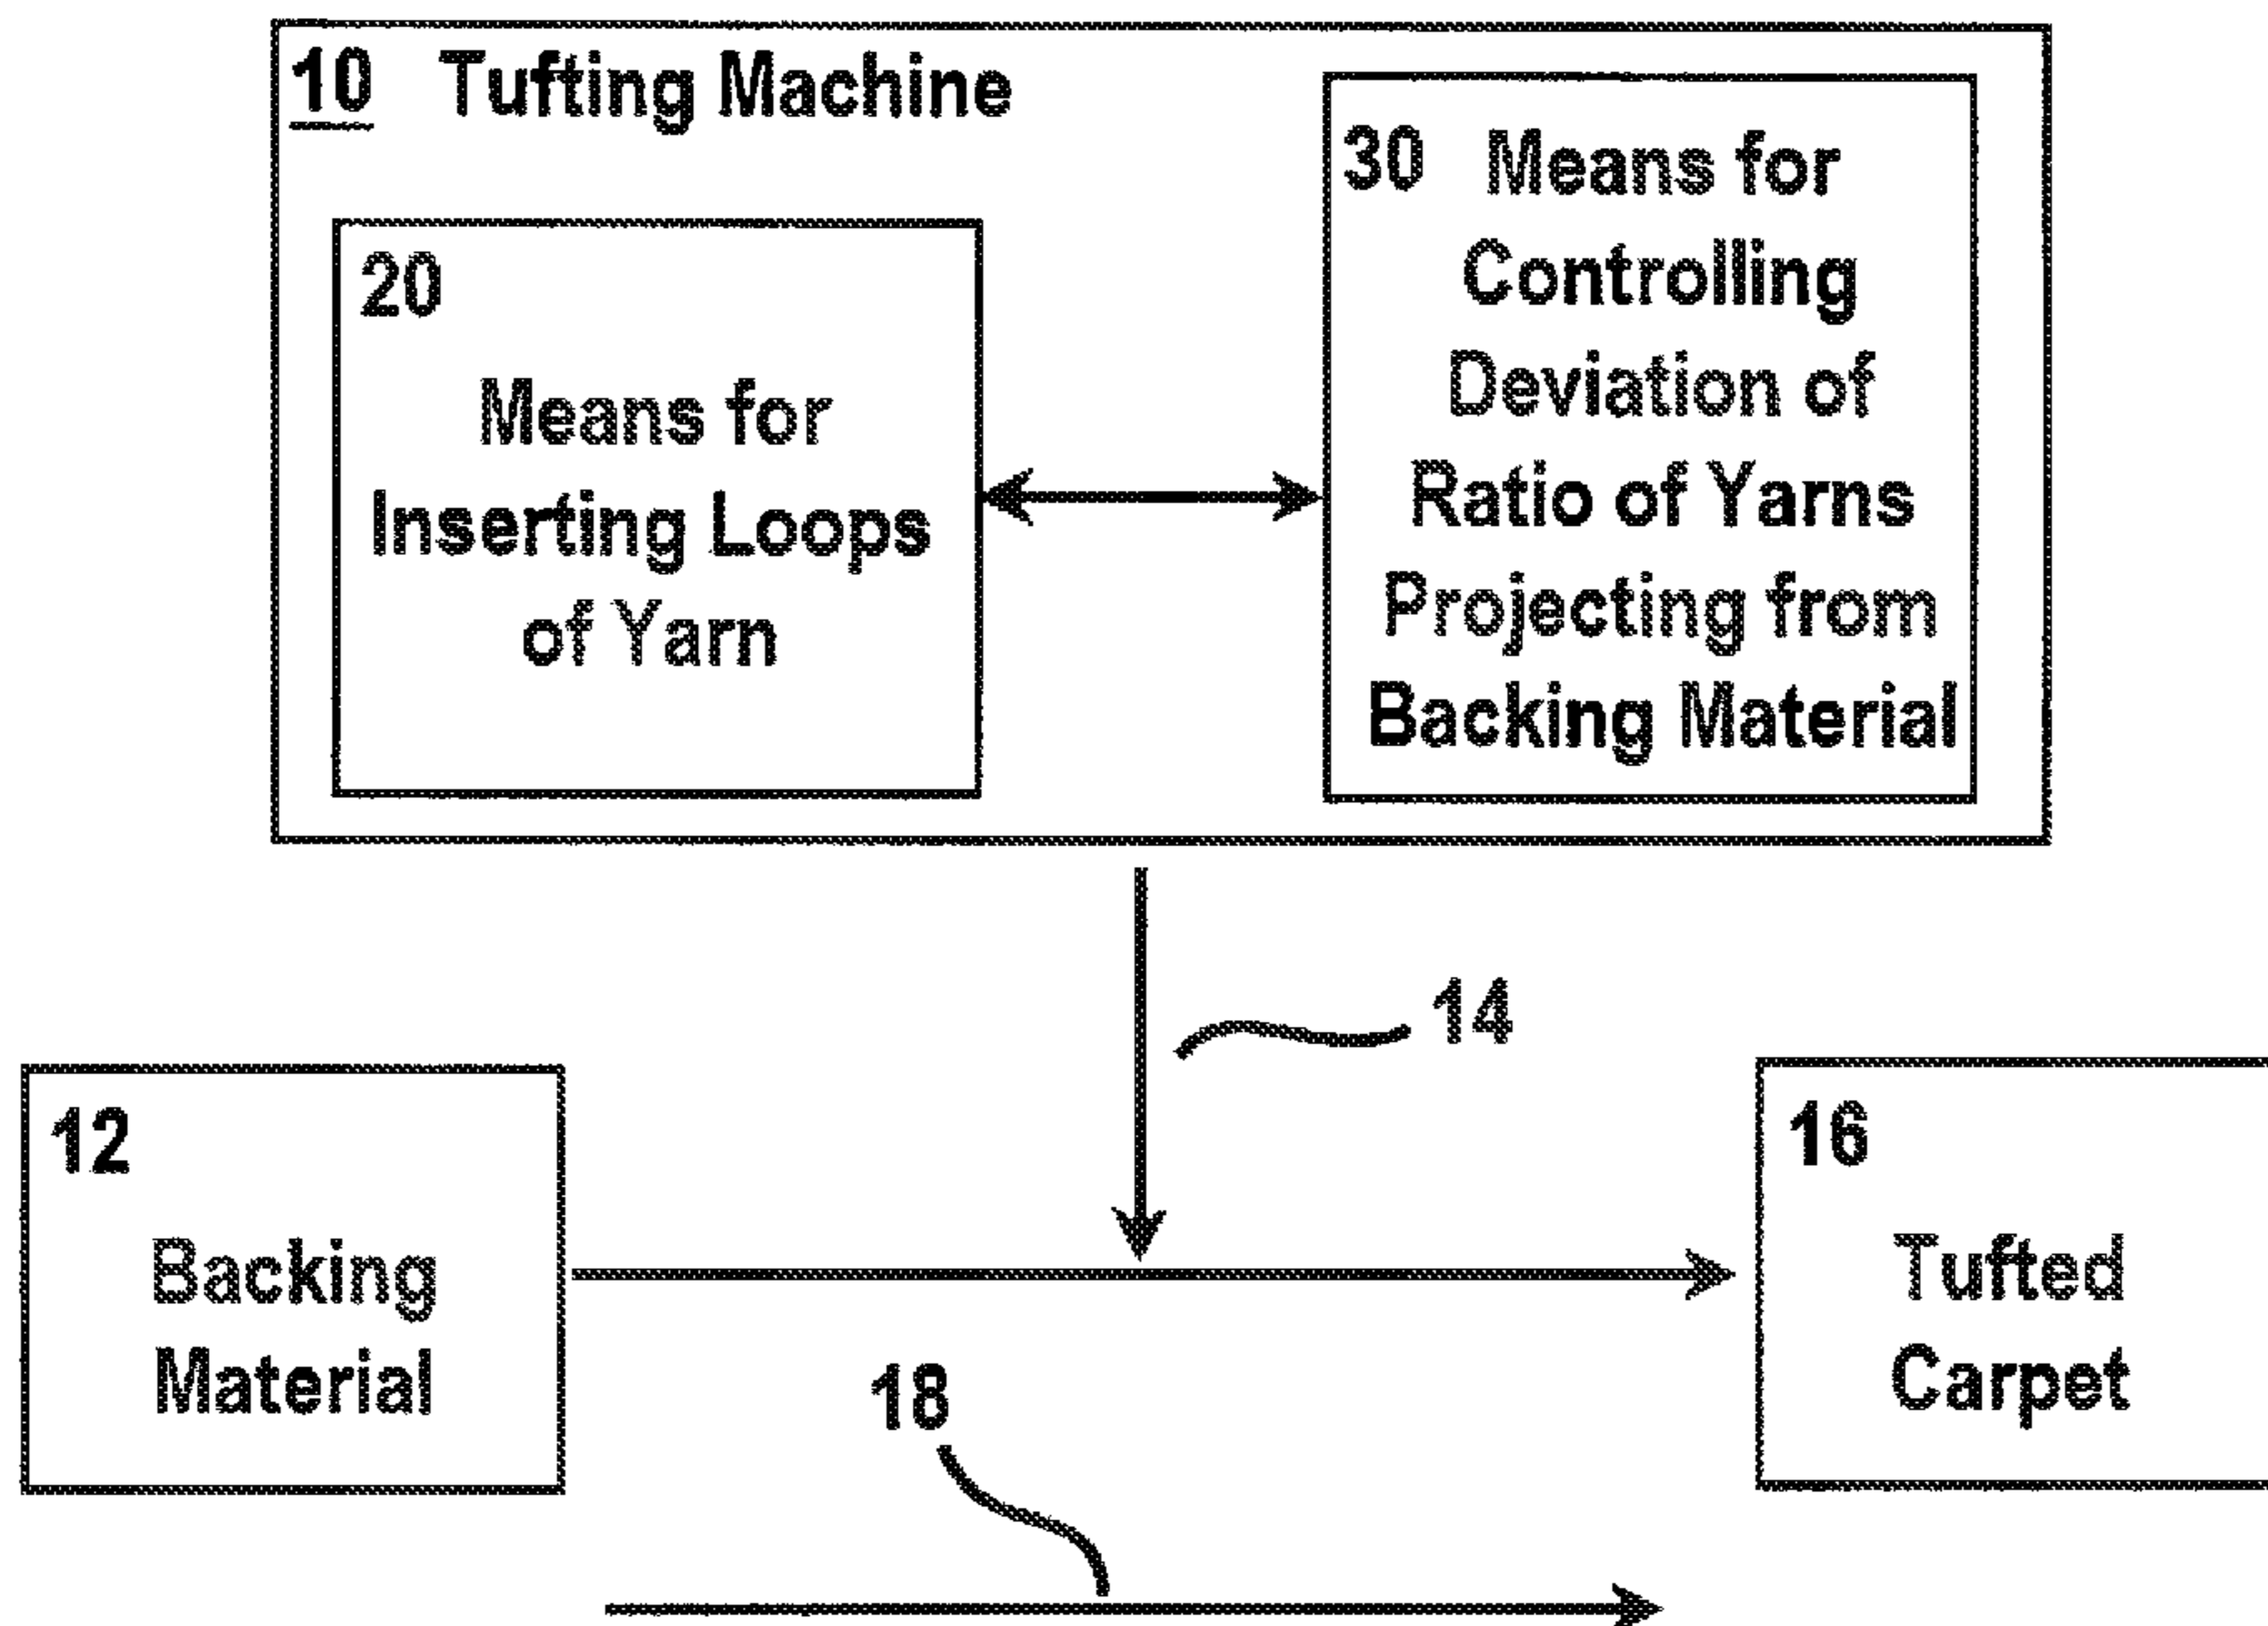 10 Tufting Machine
30 Means for
Controlling
Deviation of
Ratio of Yarns
Projecting from
Backing Material
20
Means for
Inserting Loops
of Yarn
14
12
Backing
Material
16
Tufted
Carpet
18